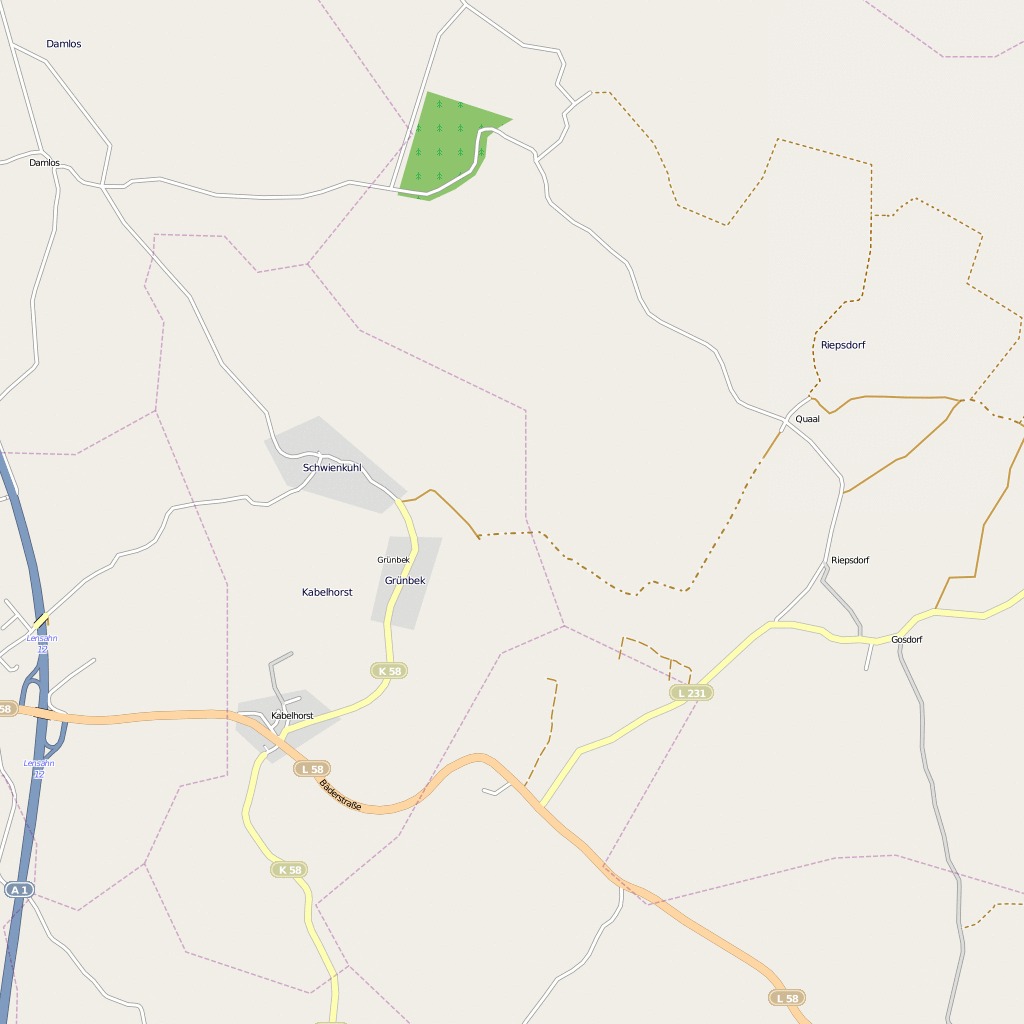 Damlos
Damlos
Riepsdorf
Quaal
Schwienkuhl
Grünbek
Riepsdorf
Grünbek
Kabelhorst
Lensahn
12
Gosdorf
K 58
L 231
58
Kabelhorst
Lensahn
12
L 58
Bäderstraße
K 58
A 1
L 58